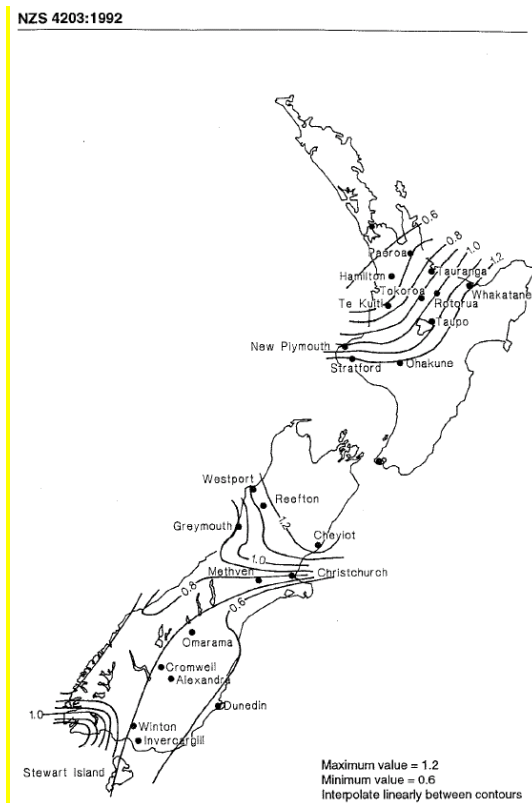 NZS 4203:1992
0.6
Paeroa
0.8
1.0
Hamilton
Tauranga
1.2
Tokoroa
Whakatane
Te Kuiti
Rotorua
Taupo
New Plymouth
Stratford
Ohakune
Westport
Reefton
Greymouth
1.2
Cheviot
1.0
Methven
Christchurch
0.8
0.6
Omarama
Cromwell
Alexandra
Dunedin
1.0
Winton
Invercargill
Stewart Island
Maximum value = 1.2
Minimum value = 0.6
Interpolate linearly between contours